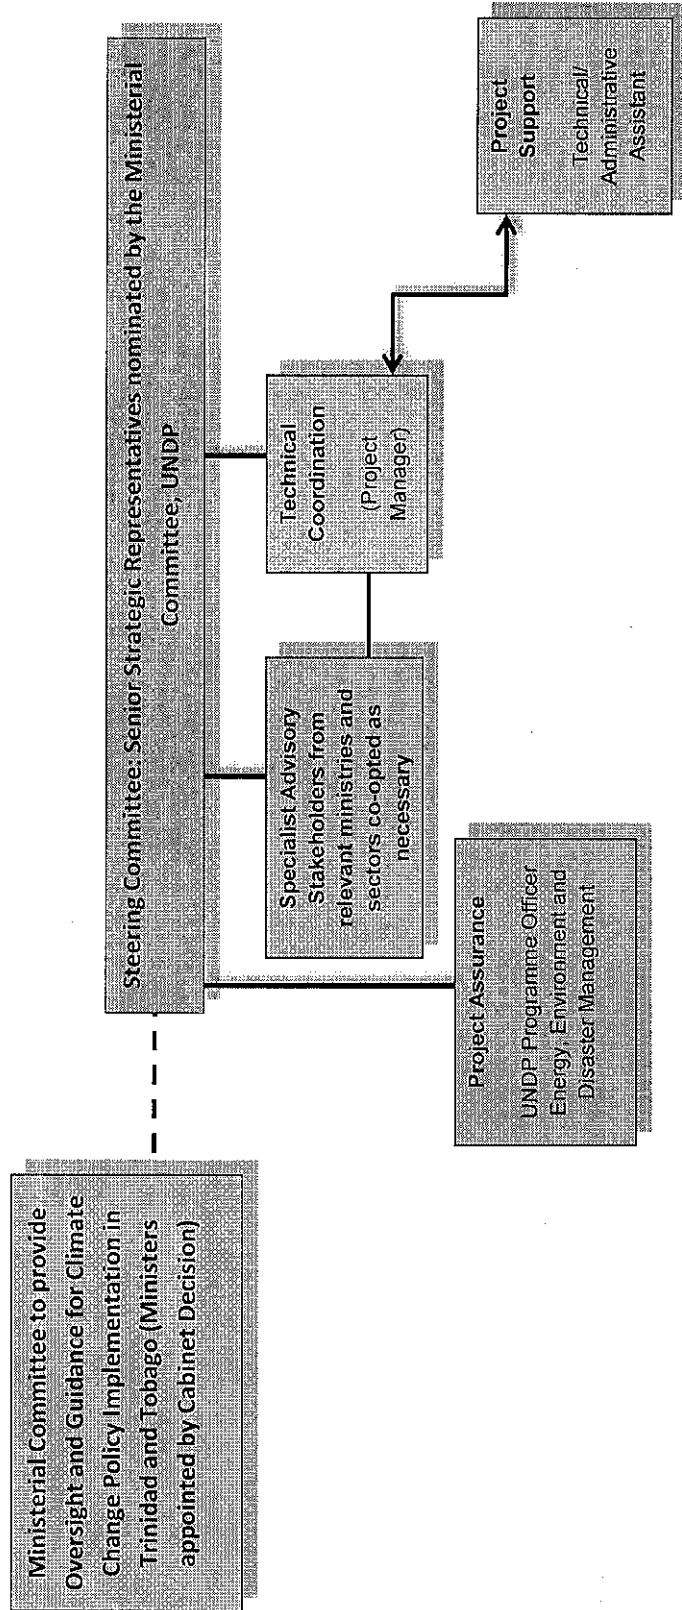 Ministerial Committee to provide
Oversight and Guidance for Climate
Change Policy Implementation in
Trinidad and Tobago (Ministers
appointed by Cabinet Decision)
Steering Committee: Senior Strategic Representatives nominated by the Ministerial
Committee, UNDP
Project Assurance
UNDP Programme Officer
Energy, Environment and
Disaster Management
Specialist Advisory
Stakeholders from
relevant ministries and
sectors co-opted as
necessary
Technical
Coordination
(Project
Manager)
Project
Support
Technical/
Administrative
Assistant